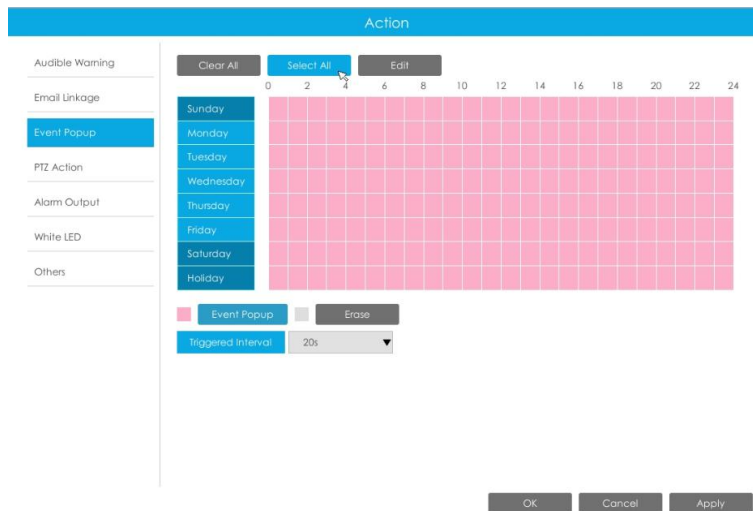 Action
Audible Warning
Email Linkage
Event Popup
PTZ Action
Alarm Output
White LED
Others
Clear All Select All Edit
0 2 4 6 8 10 12 14 16 18 20 22 24
Sunday
Monday
Tuesday
Wednesday
Thursday
Friday
Saturday
Holiday
Event Popup Erase
Triggered Interval 20s
OK Cancel Apply